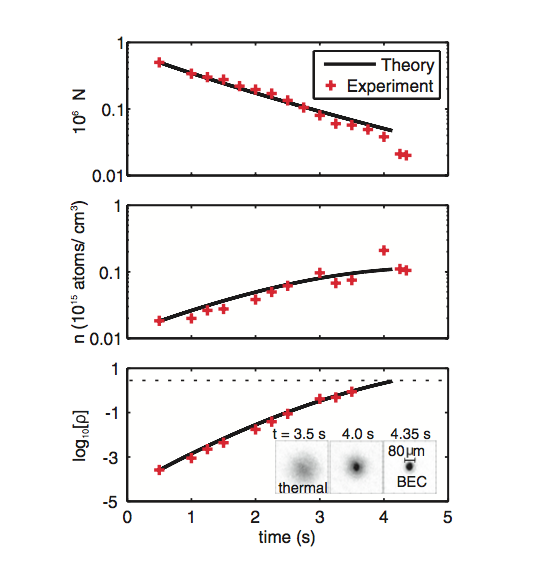 1
0.1
0.01
10⁶ N
Theory
Experiment
1
0.1
0.01
n (10¹⁵ atoms/ cm³)
1
-1
-3
-5
log₁₀[ρ]
t = 3.5 s 4.0 s 4.35 s
80μm
thermal BEC
0 1 2 3 4 5
time (s)